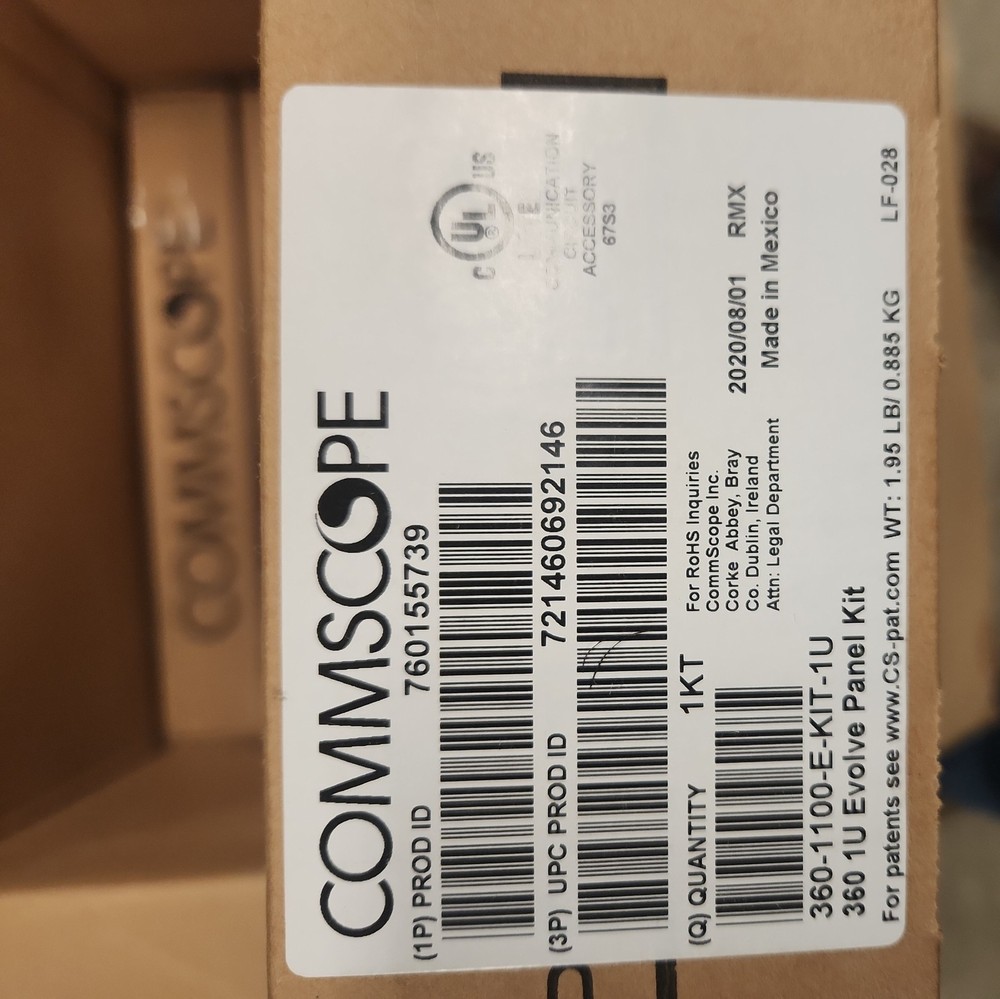 COMMSCOPE
C UL US
®
COMMUNICATION
ACCESSORY
67S3
(1P) PROD ID 760155739
(3P) UPC PROD ID 721460692146
(Q) QUANTITY 1KT
For RoHS Inquiries
CommScope Inc.
Corke Abbey, Bray
Co. Dublin, Ireland
Attn: Legal Department
2020/08/01 RMX
Made in Mexico
360-1100-E-KIT-1U
360 1U Evolve Panel Kit
For patents see www.CS-pat.com WT: 1.95 LB/ 0.885 KG LF-028
COMMSCOPE